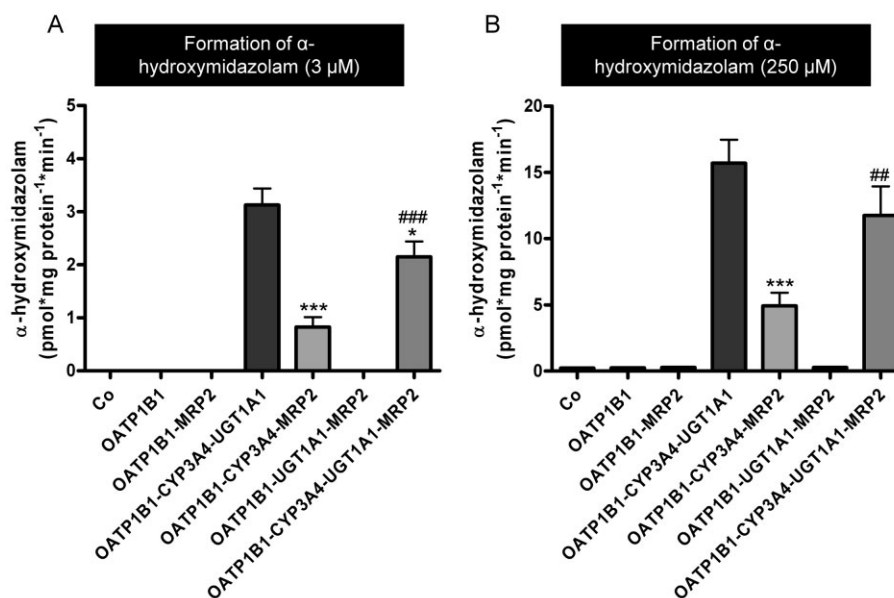 A
Formation of α-
hydroxymidazolam (3 µM)
α-hydroxymidazolam
(pmol*mg protein⁻¹*min⁻¹)
5
4
3
2
1
0
***
###
*
Co
OATP1B1
OATP1B1-MRP2
OATP1B1-CYP3A4-UGT1A1
OATP1B1-CYP3A4-MRP2
OATP1B1-UGT1A1-MRP2
OATP1B1-CYP3A4-UGT1A1-MRP2
B
Formation of α-
hydroxymidazolam (250 µM)
α-hydroxymidazolam
(pmol*mg protein⁻¹*min⁻¹)
20
15
10
5
0
***
##
Co
OATP1B1
OATP1B1-MRP2
OATP1B1-CYP3A4-UGT1A1
OATP1B1-CYP3A4-MRP2
OATP1B1-UGT1A1-MRP2
OATP1B1-CYP3A4-UGT1A1-MRP2